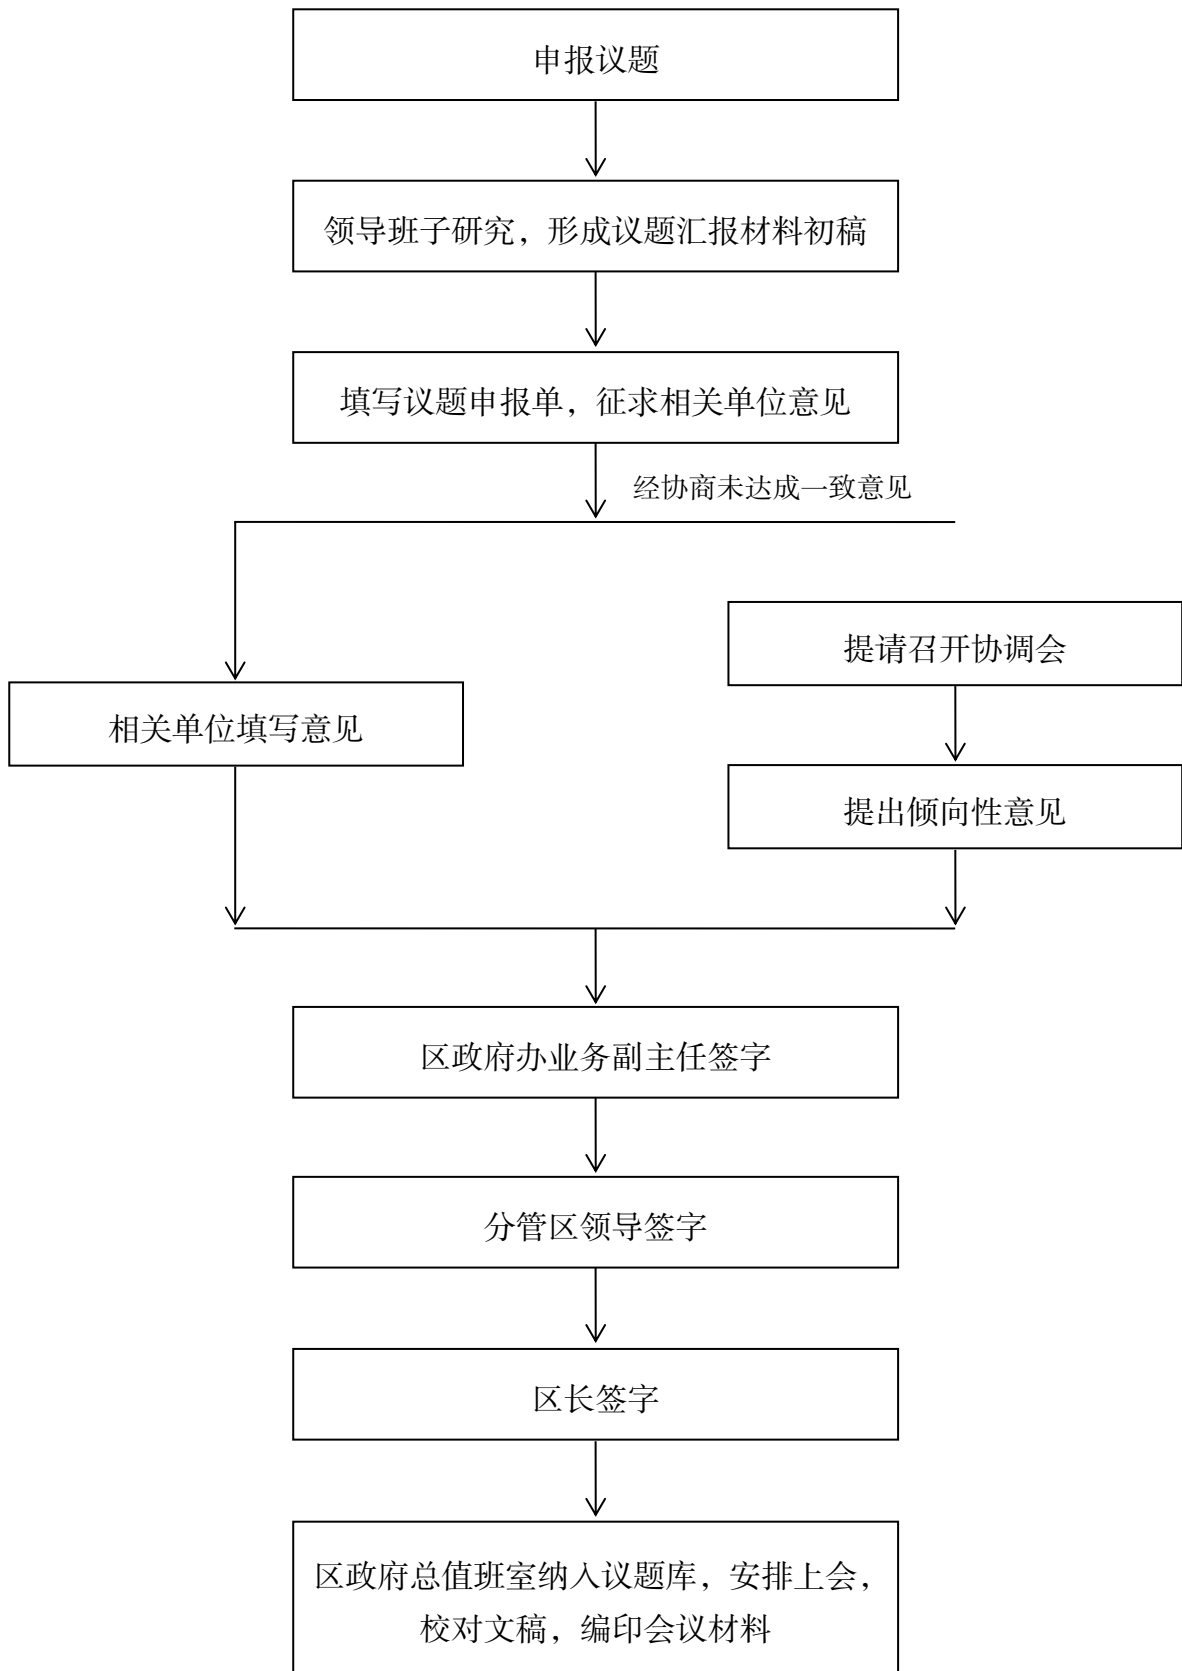 申报议题
领导班子研究，形成议题汇报材料初稿
填写议题申报单，征求相关单位意见
经协商未达成一致意见
提请召开协调会
相关单位填写意见
提出倾向性意见
区政府办业务副主任签字
分管区领导签字
区长签字
区政府总值班室纳入议题库，安排上会，
校对文稿，编印会议材料